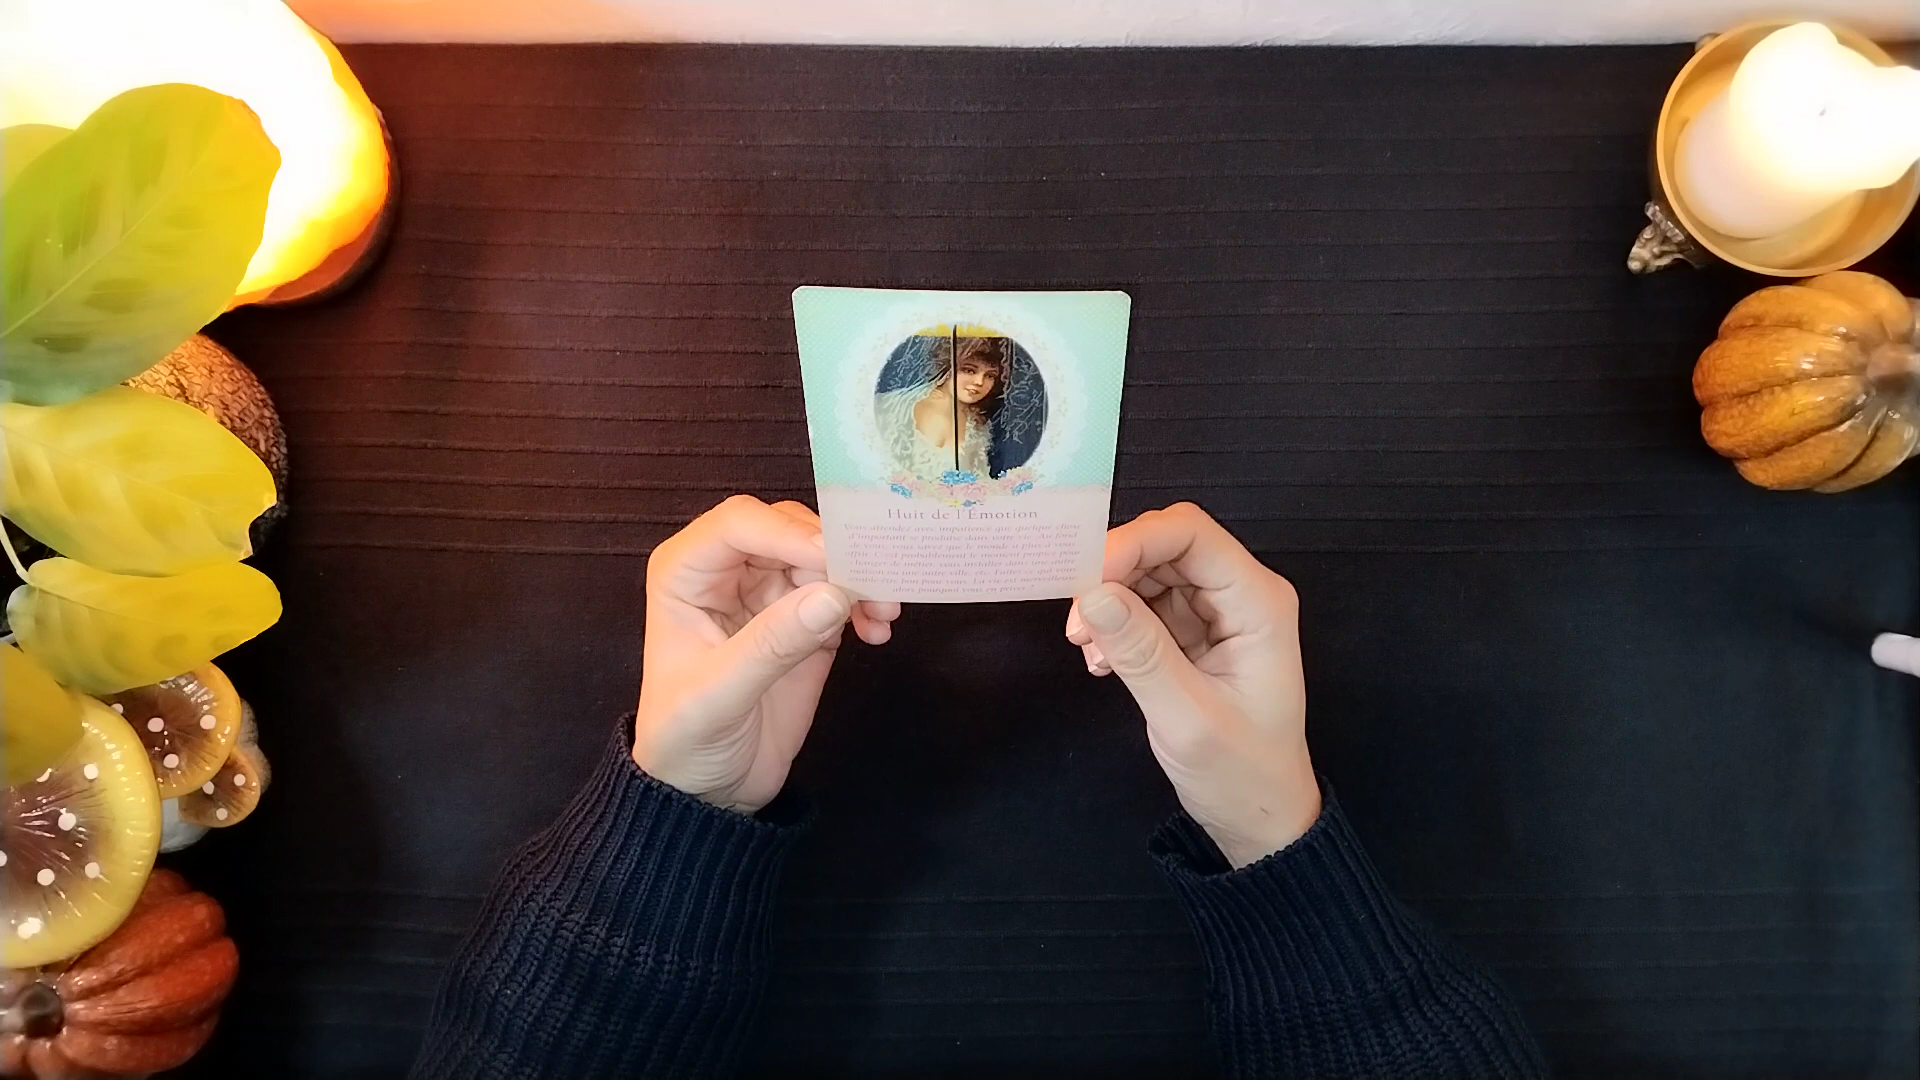 Huit de l'Émotion
Vous attendez avec impatience que quelque chose
d'important se produise dans votre vie. Au fond
de vous, vous savez que le monde a plus à vous
offrir. C'est probablement le moment propice pour
changer de métier, vous installer dans une autre
maison ou une autre ville, etc. Faites ce qui vous
semble être bon pour vous. La vie est merveilleuse
alors pourquoi vous en priver ?